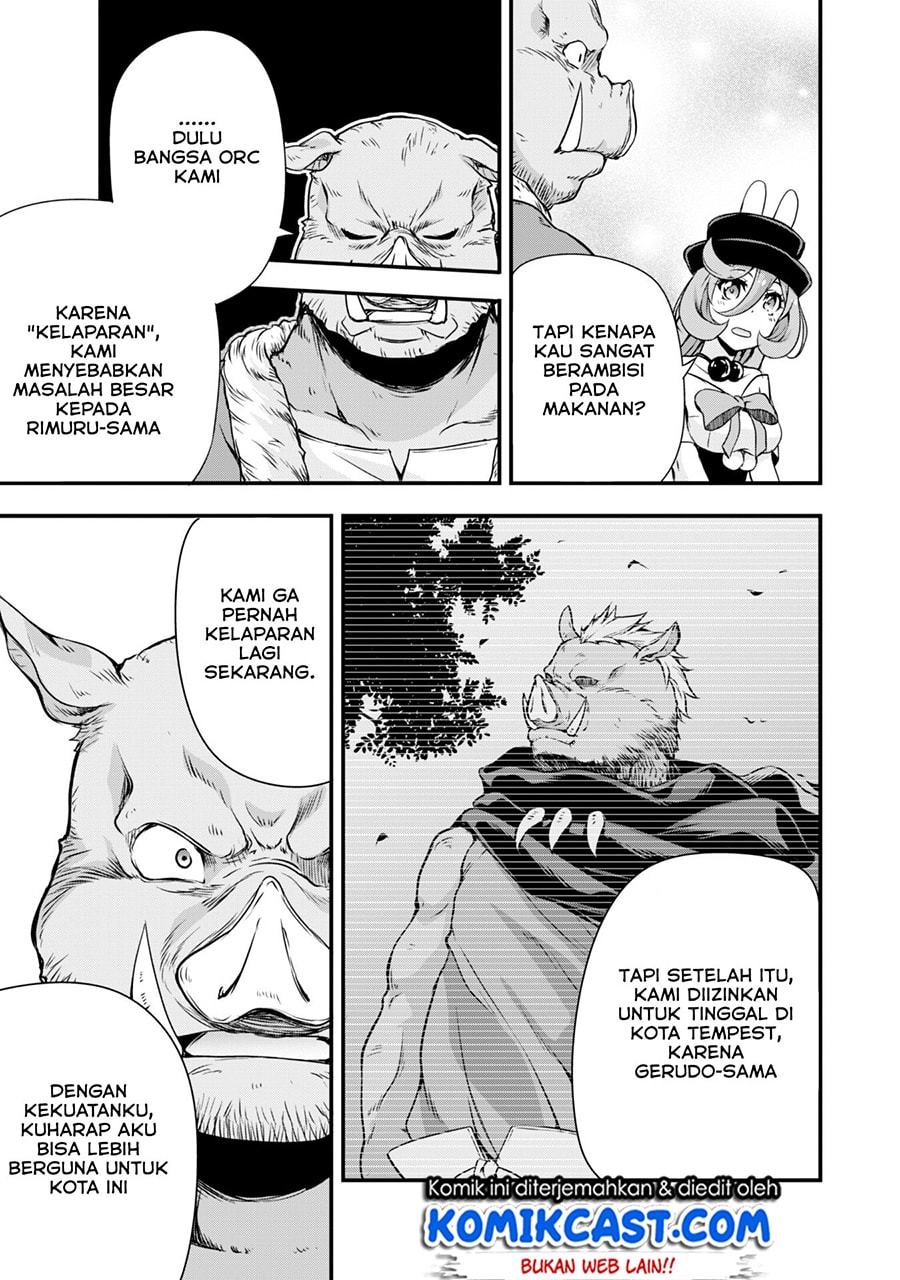 TAPI KENAPA
KAU SANGAT
BERAMBISI
PADA
MAKANAN?
......
DULU
BANGSA ORC
KAMI
KARENA
"KELAPARAN",
KAMI
MENYEBABKAN
MASALAH BESAR
KEPADA
RIMURU-SAMA
TAPI SETELAH ITU,
KAMI DIIZINKAN
UNTUK TINGGAL DI
KOTA TEMPEST,
KARENA
GERUDO-SAMA
KAMI GA
PERNAH
KELAPARAN
LAGI
SEKARANG.
DENGAN
KEKUATANKU,
KUHARAP AKU
BISA LEBIH
BERGUNA UNTUK
KOTA INI
Komik ini diterjemahkan & diedit oleh
KOMIKCAST.COM
BUKAN WEB LAIN!!